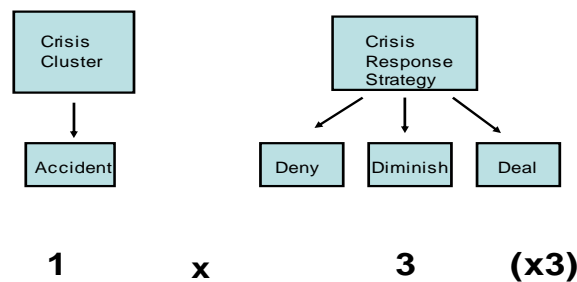 Crisis
Cluster
Crisis
Response
Strategy
Accident
Deny
Diminish
Deal
1 x 3 (x3)